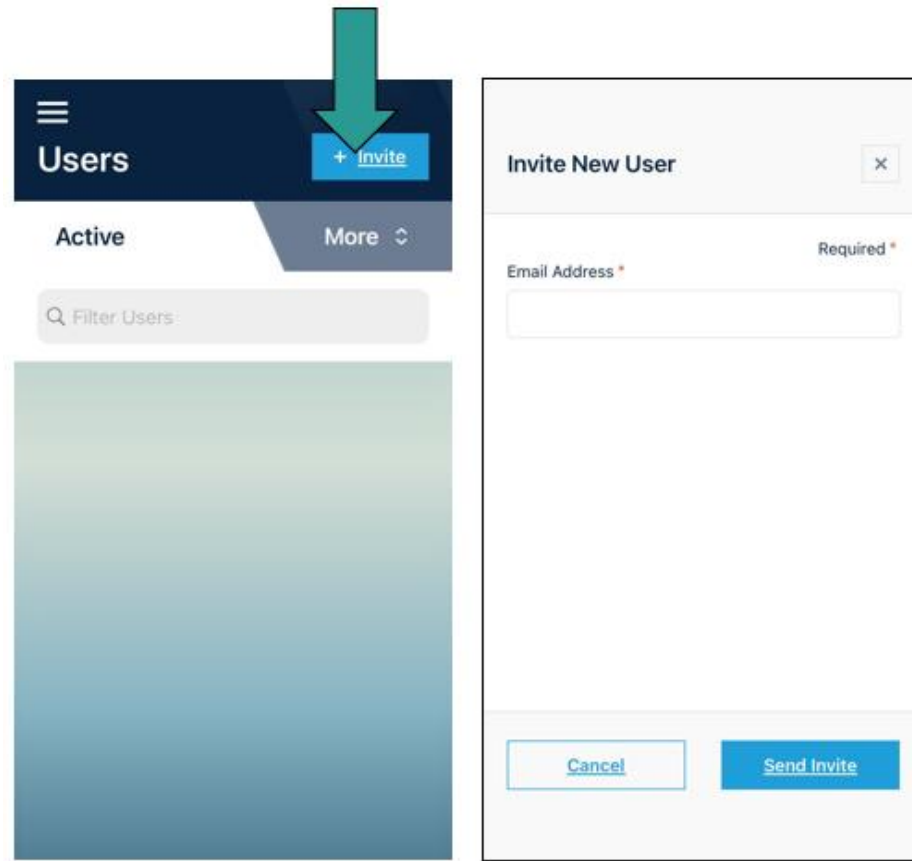 Users
+ Invite
Active
More
Filter Users
Invite New User
×
Required *
Email Address *
Cancel
Send Invite